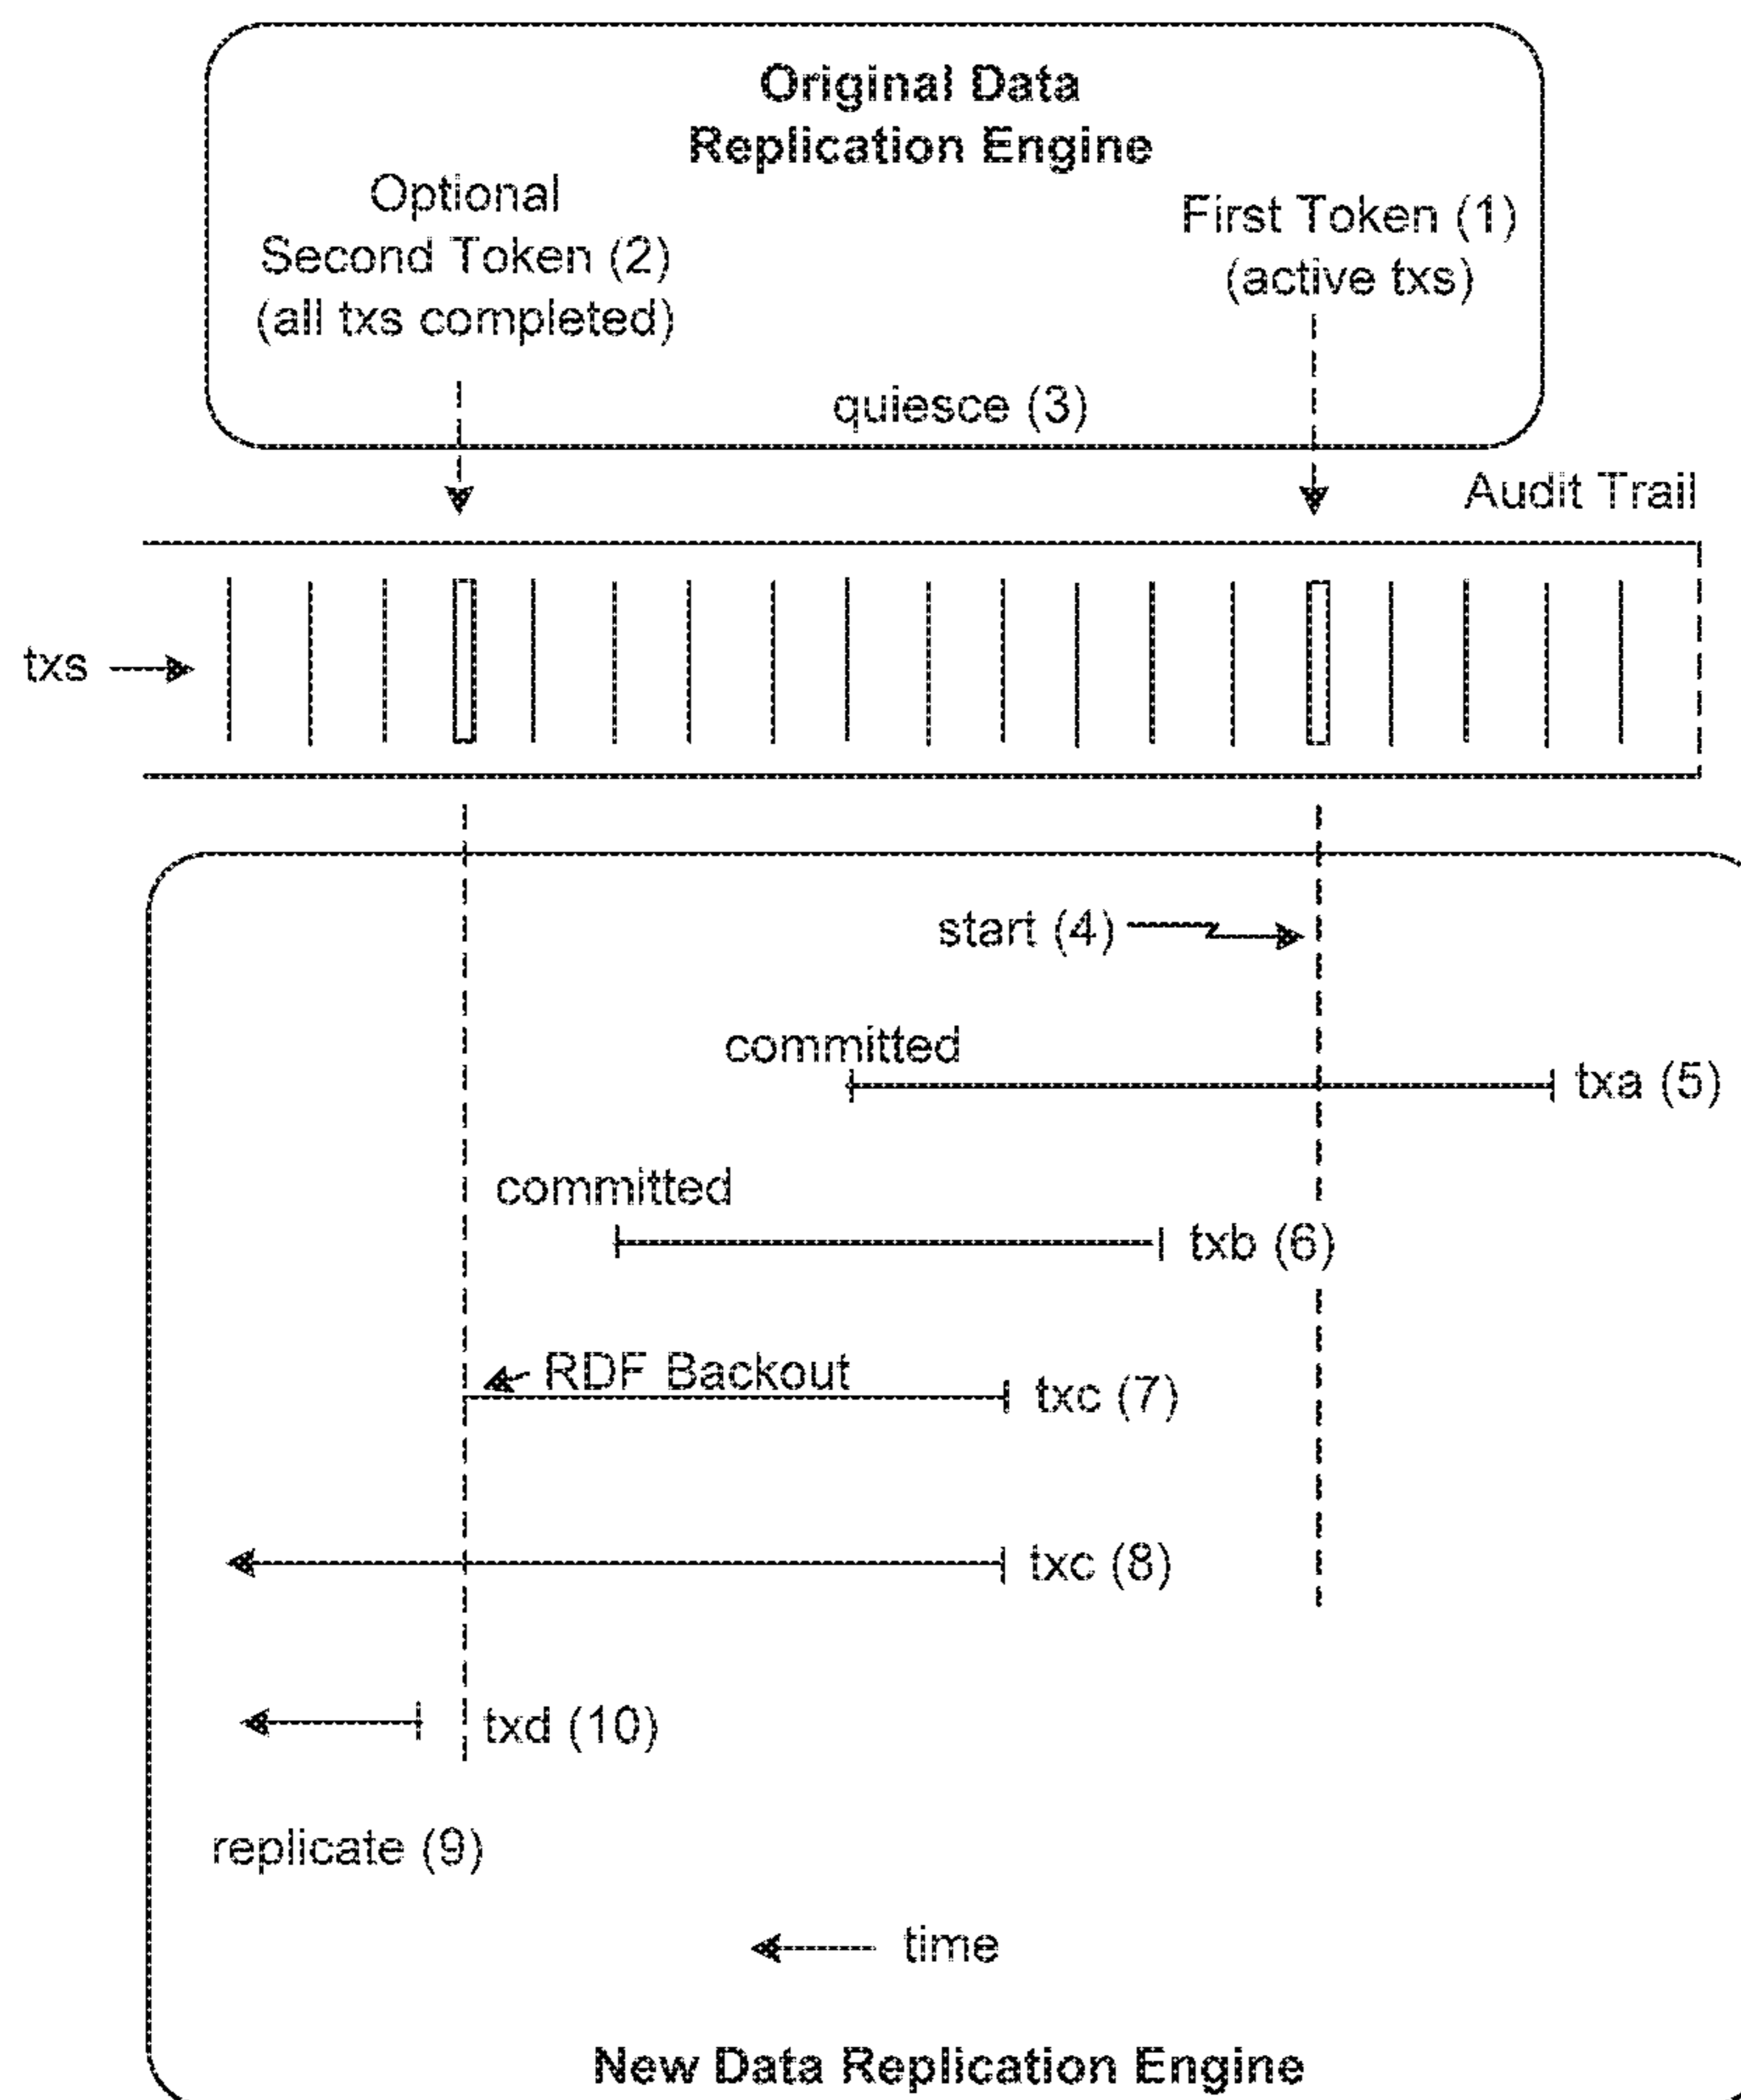 Original Data
Replication Engine
Optional
Second Token (2)
(all txs completed)
First Token (1)
(active txs)
quiesce (3)
Audit Trail
txs
start (4)
committed
txa (5)
committed
txb (6)
RDF Backout
txc (7)
txc (8)
txd (10)
replicate (9)
time
New Data Replication Engine